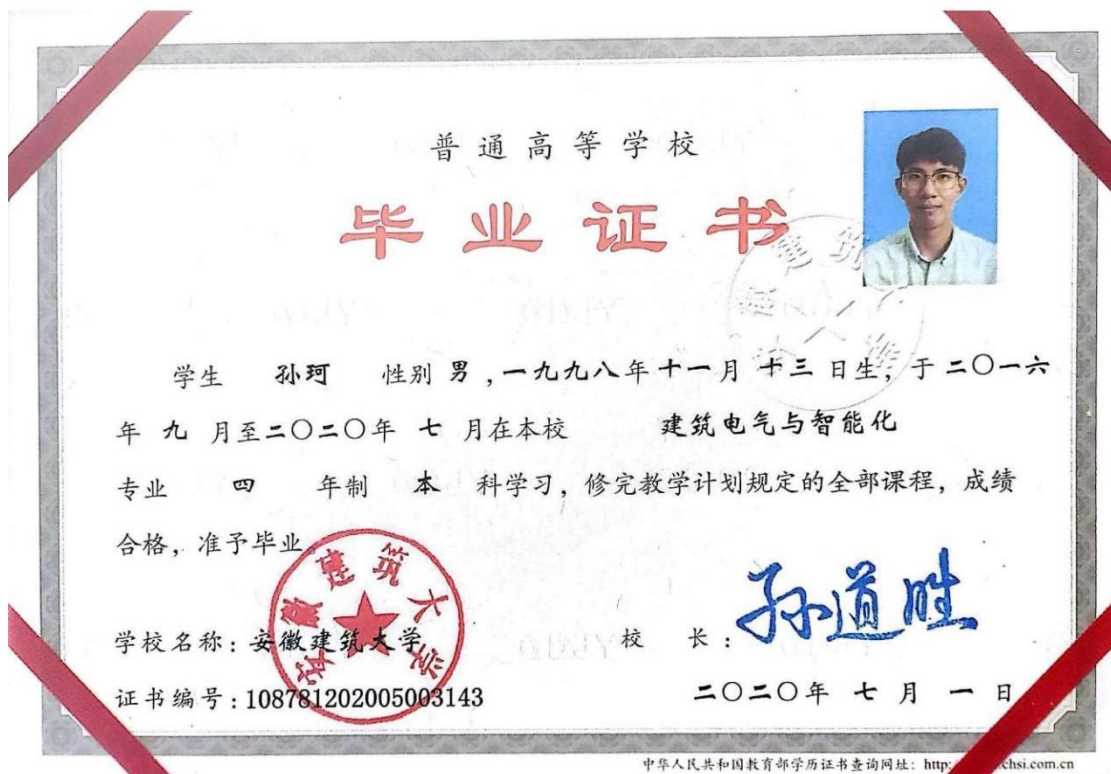 普通高等学校
毕业证书
学生 孙珂 性别 男，一九九八年十一月十三日生，于二〇一六
年 九 月至二〇二〇年 七 月在本校 建筑电气与智能化
专业 四 年制 本 科学习，修完教学计划规定的全部课程，成绩
合格，准予毕业。
安徽建筑大学
学校名称：安徽建筑大学 校 长：孙道胜
证书编号：108781202005003143 二〇二〇年 七 月 一 日
中华人民共和国教育部学历证书查询网址：http: chsi.com.cn